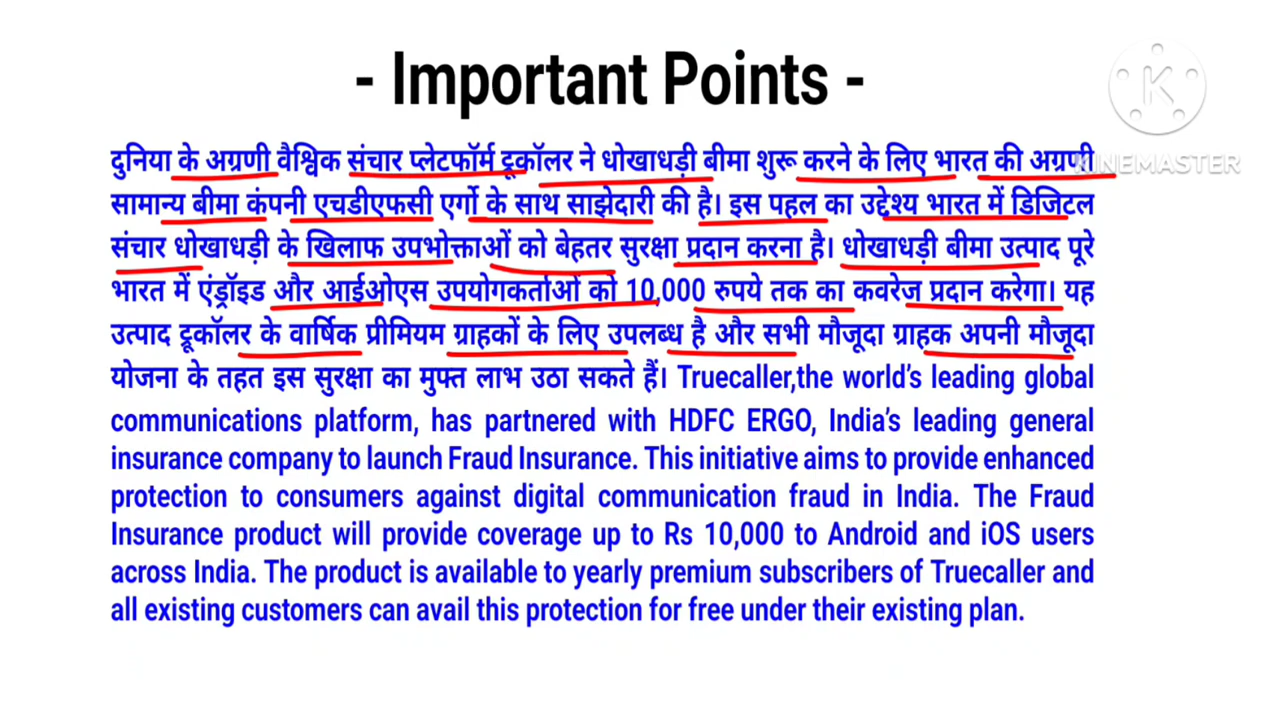 - Important Points -
दुनिया के अग्रणी वैश्विक संचार प्लेटफॉर्म ट्रूकॉलर ने धोखाधड़ी बीमा शुरू करने के लिए भारत की अग्रणी
KINEMASTER
सामान्य बीमा कंपनी एचडीएफसी एर्गो के साथ साझेदारी की है। इस पहल का उद्देश्य भारत में डिजिटल
संचार धोखाधड़ी के खिलाफ उपभोक्ताओं को बेहतर सुरक्षा प्रदान करना है। धोखाधड़ी बीमा उत्पाद पूरे
भारत में एंड्रॉइड और आईओएस उपयोगकर्ताओं को 10,000 रुपये तक का कवरेज प्रदान करेगा। यह
उत्पाद ट्रूकॉलर के वार्षिक प्रीमियम ग्राहकों के लिए उपलब्ध है और सभी मौजूदा ग्राहक अपनी मौजूदा
योजना के तहत इस सुरक्षा का मुफ्त लाभ उठा सकते हैं। Truecaller,the world's leading global
communications platform, has partnered with HDFC ERGO, India's leading general
insurance company to launch Fraud Insurance. This initiative aims to provide enhanced
protection to consumers against digital communication fraud in India. The Fraud
Insurance product will provide coverage up to Rs 10,000 to Android and iOS users
across India. The product is available to yearly premium subscribers of Truecaller and
all existing customers can avail this protection for free under their existing plan.